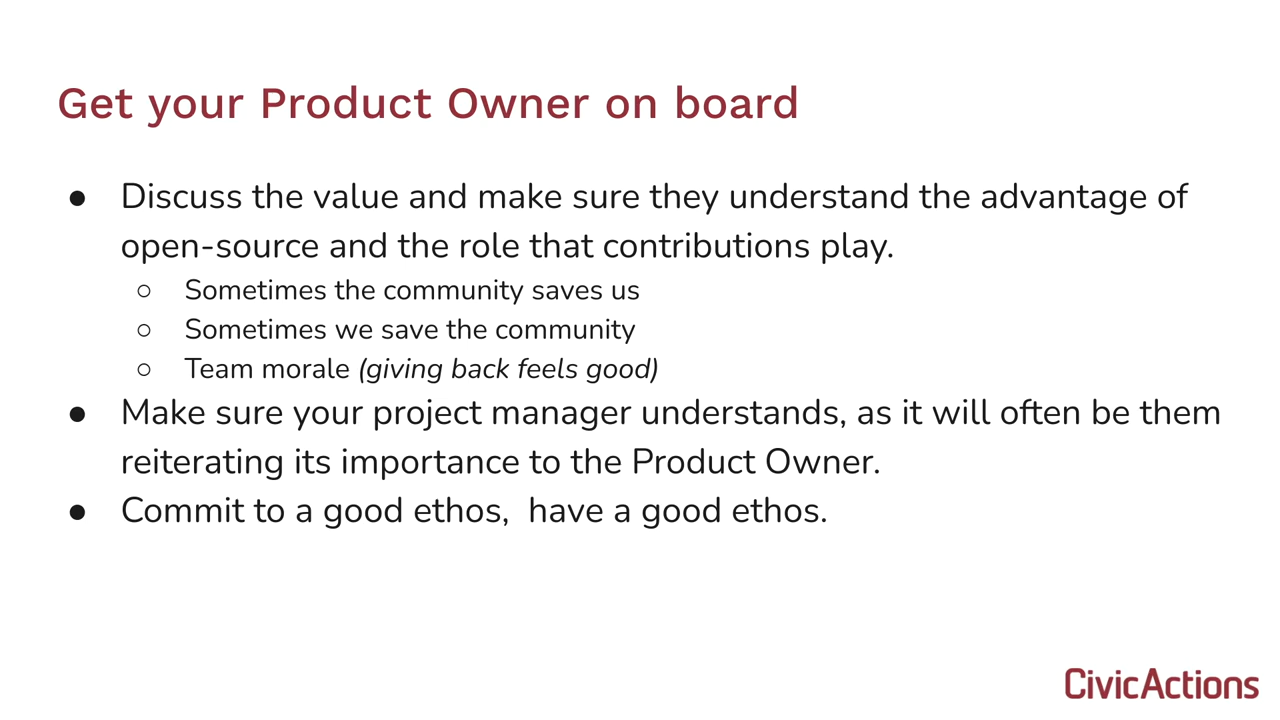 Get your Product Owner on board
● Discuss the value and make sure they understand the advantage of
open-source and the role that contributions play.
○ Sometimes the community saves us
○ Sometimes we save the community
○ Team morale (giving back feels good)
● Make sure your project manager understands, as it will often be them
reiterating its importance to the Product Owner.
● Commit to a good ethos,  have a good ethos.
CivicActions